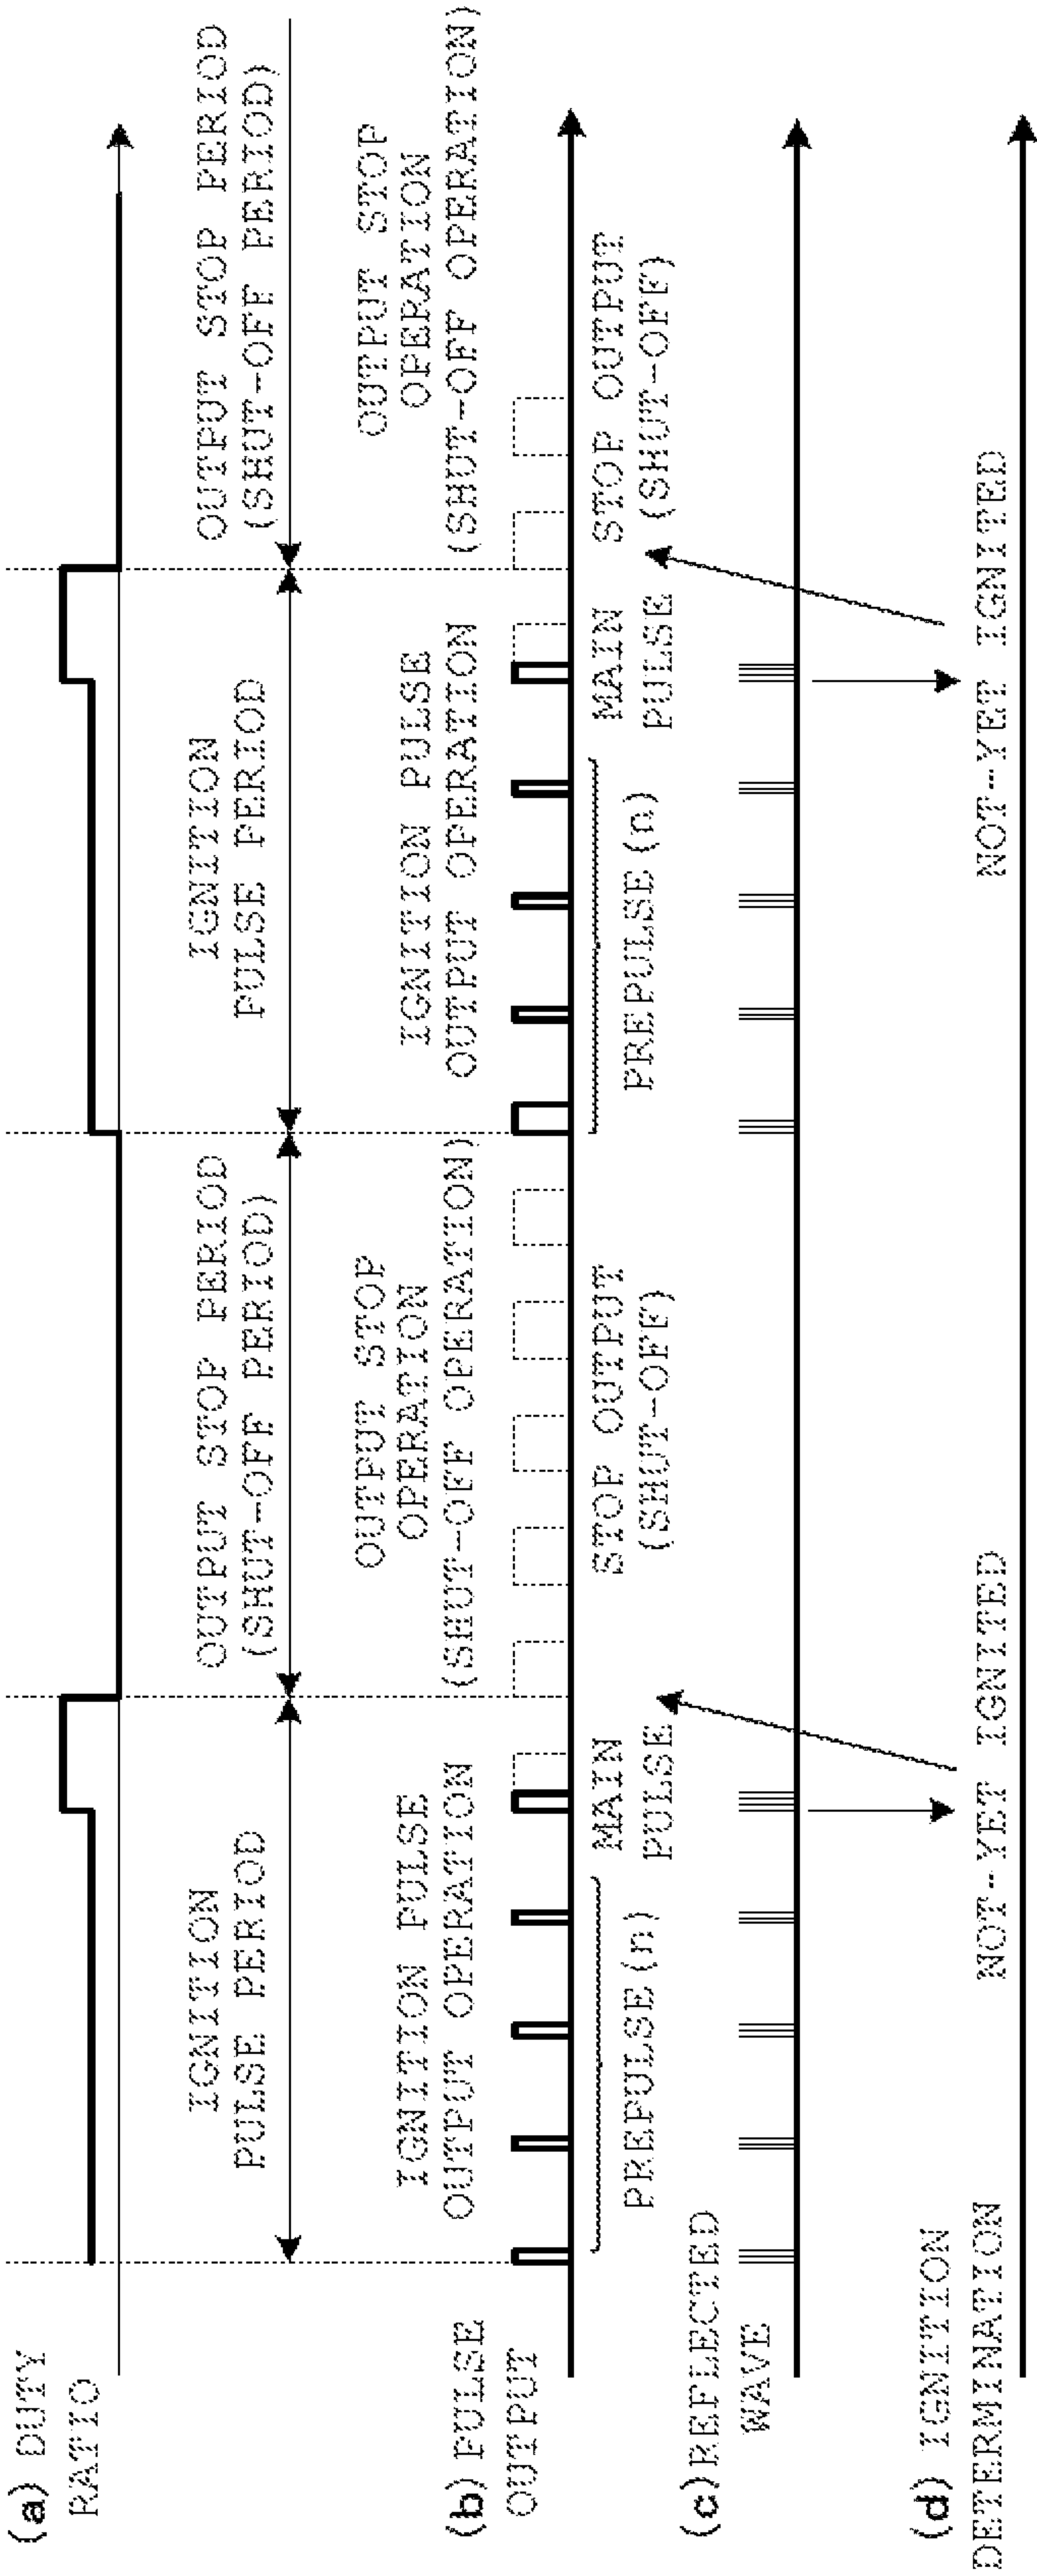 (a) DUTY
RATIO
IGNITION
PULSE PERIOD
OUTPUT STOP PERIOD
(SHUT-OFF PERIOD)
IGNITION
PULSE PERIOD
OUTPUT STOP PERIOD
(SHUT-OFF PERIOD)
(b) PULSE
OUTPUT
IGNITION PULSE
OUTPUT OPERATION
OUTPUT STOP
OPERATION
(SHUT-OFF OPERATION)
IGNITION PULSE
OUTPUT OPERATION
OUTPUT STOP
OPERATION
(SHUT-OFF OPERATION)
PREPULSE(n)
MAIN
PULSE
STOP OUTPUT
(SHUT-OFF)
PREPULSE(n)
MAIN
PULSE
STOP OUTPUT
(SHUT-OFF)
(c)REFLECTED
WAVE
(d) IGNITION
DETERMINATION
NOT-YET IGNITED
NOT-YET IGNITED